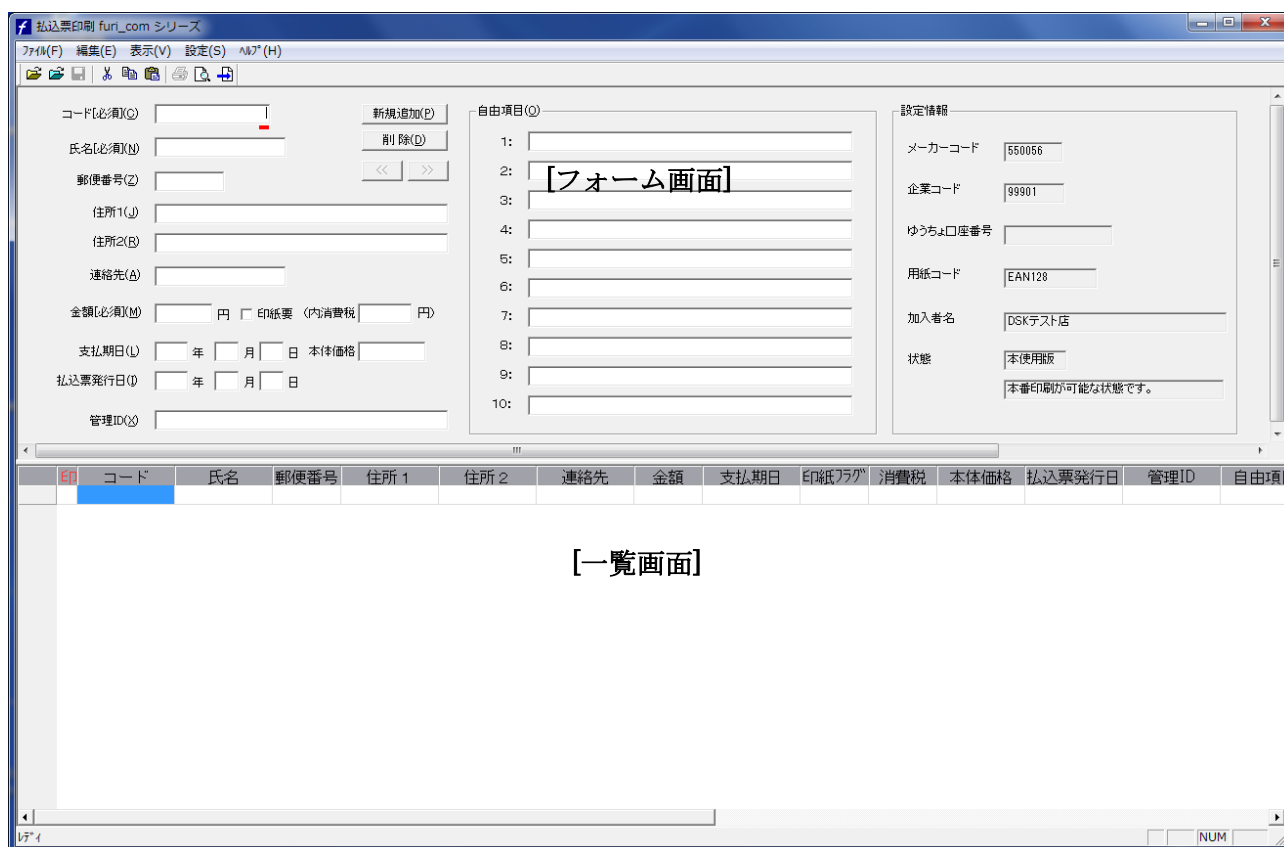 払込票印刷 furi_com シリーズ
ﾌｧｲﾙ(F) 編集(E) 表示(V) 設定(S) ﾍﾙﾌﾟ(H)
コード[必須](C)
新規追加(P)
氏名[必須](N)
削 除(D)
郵便番号(Z)
<< >>
住所1(J)
住所2(R)
連絡先(A)
金額[必須](M) 円 印紙要 (内消費税 円)
支払期日(L) 年 月 日 本体価格
払込票発行日(I) 年 月 日
管理ID(X)
自由項目(O)
1:
2:
3:
4:
5:
6:
7:
8:
9:
10:
[フォーム画面]
設定情報
メーカーコード 550056
企業コード 99901
ゆうちょ口座番号
用紙コード EAN128
加入者名 DSKテスト店
状態 本使用版
本番印刷が可能な状態です。
印 コード 氏名 郵便番号 住所１ 住所２ 連絡先 金額 支払期日 印紙ﾌﾗｸﾞ 消費税 本体価格 払込票発行日 管理ID 自由項
[一覧画面]
ﾚﾃﾞｨ
NUM